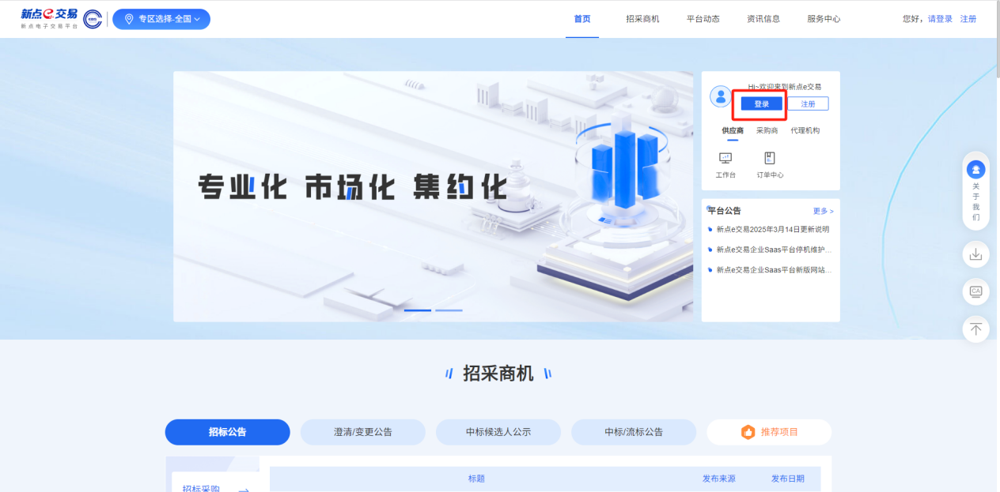 新点e交易
新点电子交易平台
专区选择-全国
首页
招采商机
平台动态
资讯信息
服务中心
您好，请登录 注册
专业化 市场化 集约化
Hi~欢迎来到新点e交易
登录
注册
供应商
采购商
代理机构
工作台
订单中心
平台公告
更多 >
新点e交易2025年3月14日更新说明
新点e交易企业Saas平台停机维护...
新点e交易企业Saas平台新版网站...
关于我们
CA
招采商机
招标公告
澄清/变更公告
中标候选人公示
中标/流标公告
推荐项目
招标采购
标题
发布来源
发布日期